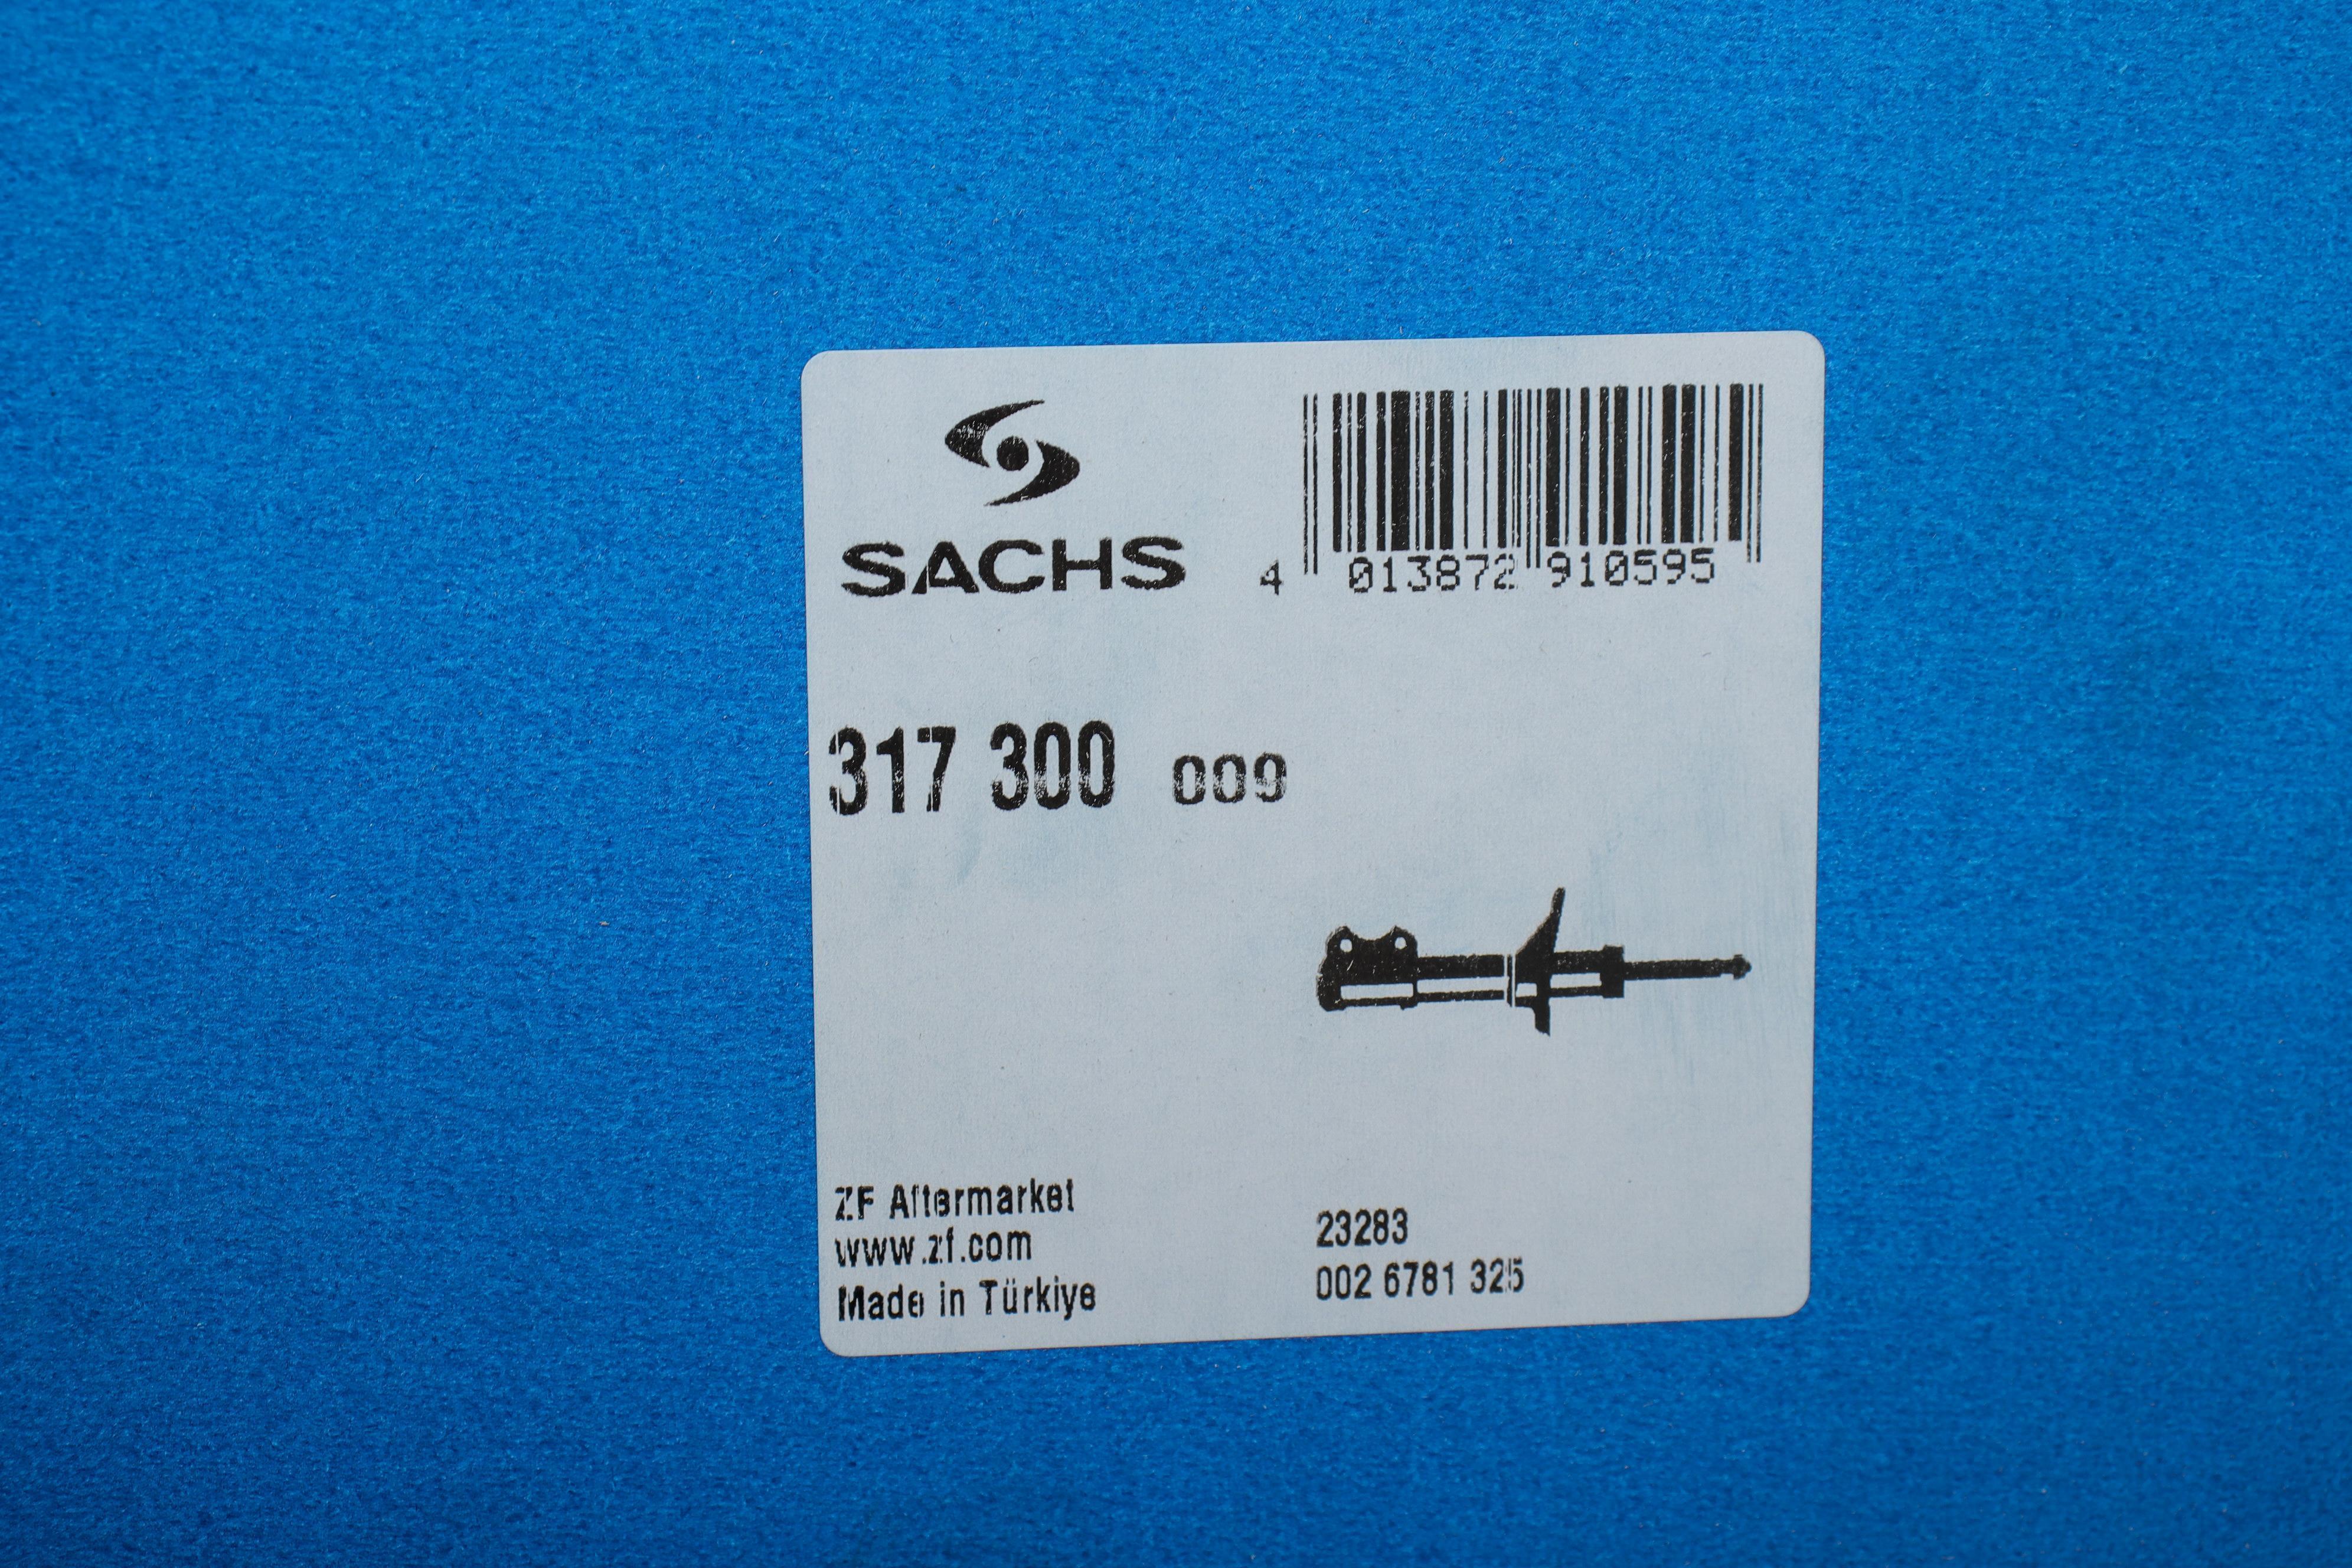 SACHS
4 013872 910595
317 300 009
ZF Aftermarket
www.zf.com
Made in Türkiye
23283
002 6781 325